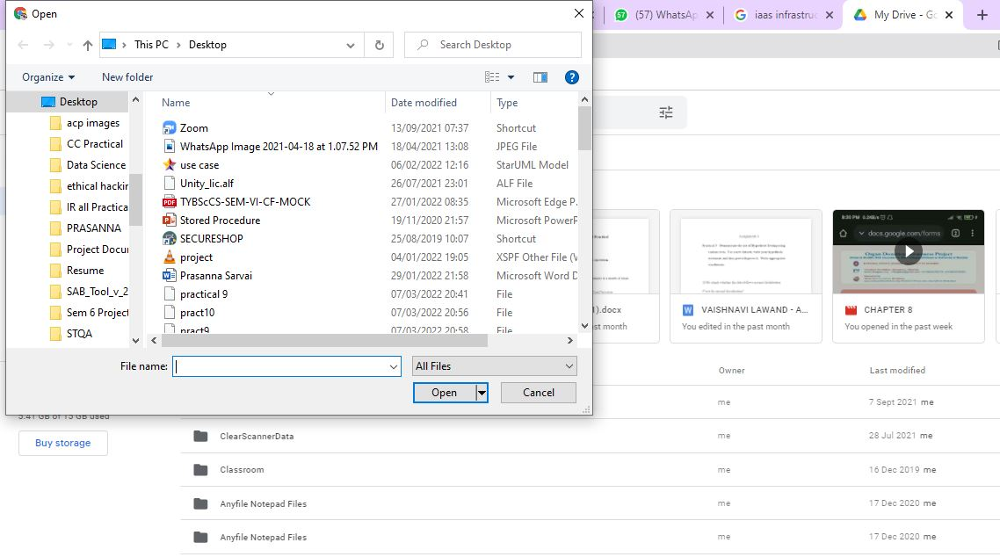 Open
(57) WhatsAp
iaas infrastruc
My Drive - Go
This PC > Desktop
Search Desktop
Organize
New folder
Desktop
acp images
CC Practical
Data Science
ethical hackin
IR all Practica
PRASANNA
Project Docur
Resume
SAB_Tool_v_2
Sem 6 Project
STQA
Name Date modified Type
Zoom 13/09/2021 07:37 Shortcut
WhatsApp Image 2021-04-18 at 1.07.52 PM 18/04/2021 13:08 JPEG File
use case 06/02/2022 12:16 StarUML Model
Unity_lic.alf 26/07/2021 23:01 ALF File
TYBScCS-SEM-VI-CF-MOCK 27/01/2022 08:35 Microsoft Edge P...
Stored Procedure 19/11/2020 21:57 Microsoft PowerP
SECURESHOP 25/08/2019 10:07 Shortcut
project 04/01/2022 19:05 XSPF Other File (V
Prasanna Sarvai 29/01/2022 21:58 Microsoft Word D
practical 9 07/03/2022 20:41 File
pract10 07/03/2022 20:56 File
pract9 07/03/2022 20:58 File
File name:
All Files
Open
Cancel
docs.google.com/forms
1).docx
st month
VAISHNAVI LAWAND - A...
You edited in the past month
CHAPTER 8
You opened in the past week
Owner Last modified
me 7 Sept 2021 me
5.41 GB of 15 GB used
Buy storage
ClearScannerData me 28 Jul 2021 me
Classroom me 16 Dec 2019 me
Anyfile Notepad Files me 17 Dec 2020 me
Anyfile Notepad Files me 17 Dec 2020 me